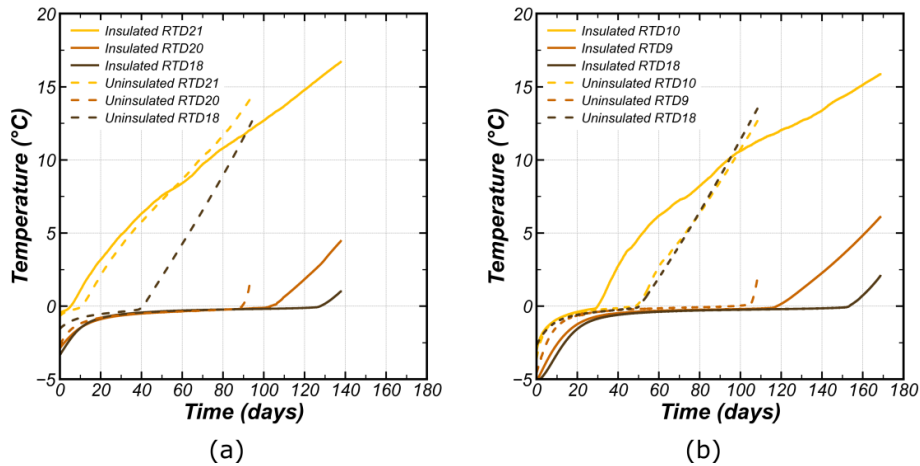 20
15
10
5
0
−5
0 20 40 60 80 100 120 140 160 180
Temperature (°C)
Time (days)
Insulated RTD21
Insulated RTD20
Insulated RTD18
Uninsulated RTD21
Uninsulated RTD20
Uninsulated RTD18
(a)
20
15
10
5
0
−5
0 20 40 60 80 100 120 140 160 180
Temperature (°C)
Time (days)
Insulated RTD10
Insulated RTD9
Insulated RTD18
Uninsulated RTD10
Uninsulated RTD9
Uninsulated RTD18
(b)